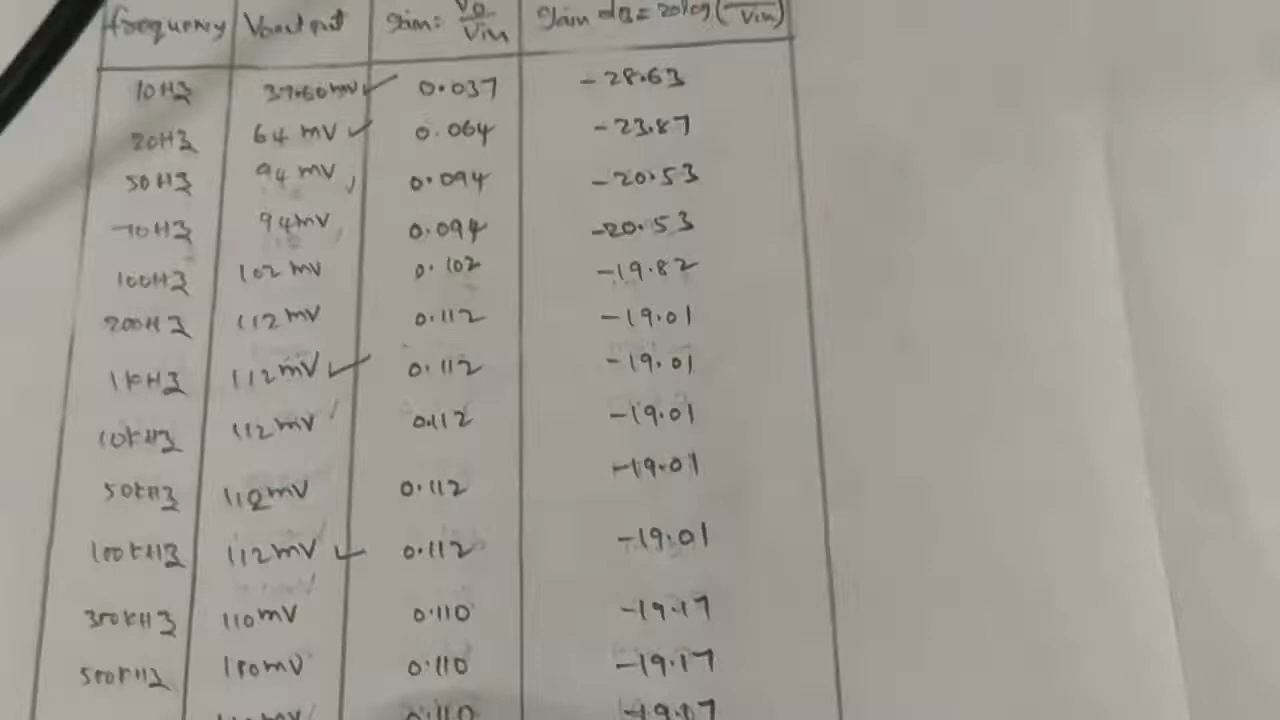 frequency Voutput Gain = Vo/Vin Gain dB = 20log(Vin)
10Hz 37.60mv 0.037 -28.63
20Hz 64 mV 0.064 -23.87
50Hz 94 mV 0.094 -20.53
70Hz 94mV 0.094 -20.53
100Hz 102 mV 0.102 -19.82
200Hz 112 mV 0.112 -19.01
1KHz 112mV 0.112 -19.01
10KHz 112mV 0.112 -19.01
50KHz 112mV 0.112 -19.01
100KHz 112mV 0.112 -19.01
300KHz 110mV 0.110 -19.17
500KHz 110mV 0.110 -19.17
0.110 -19.17